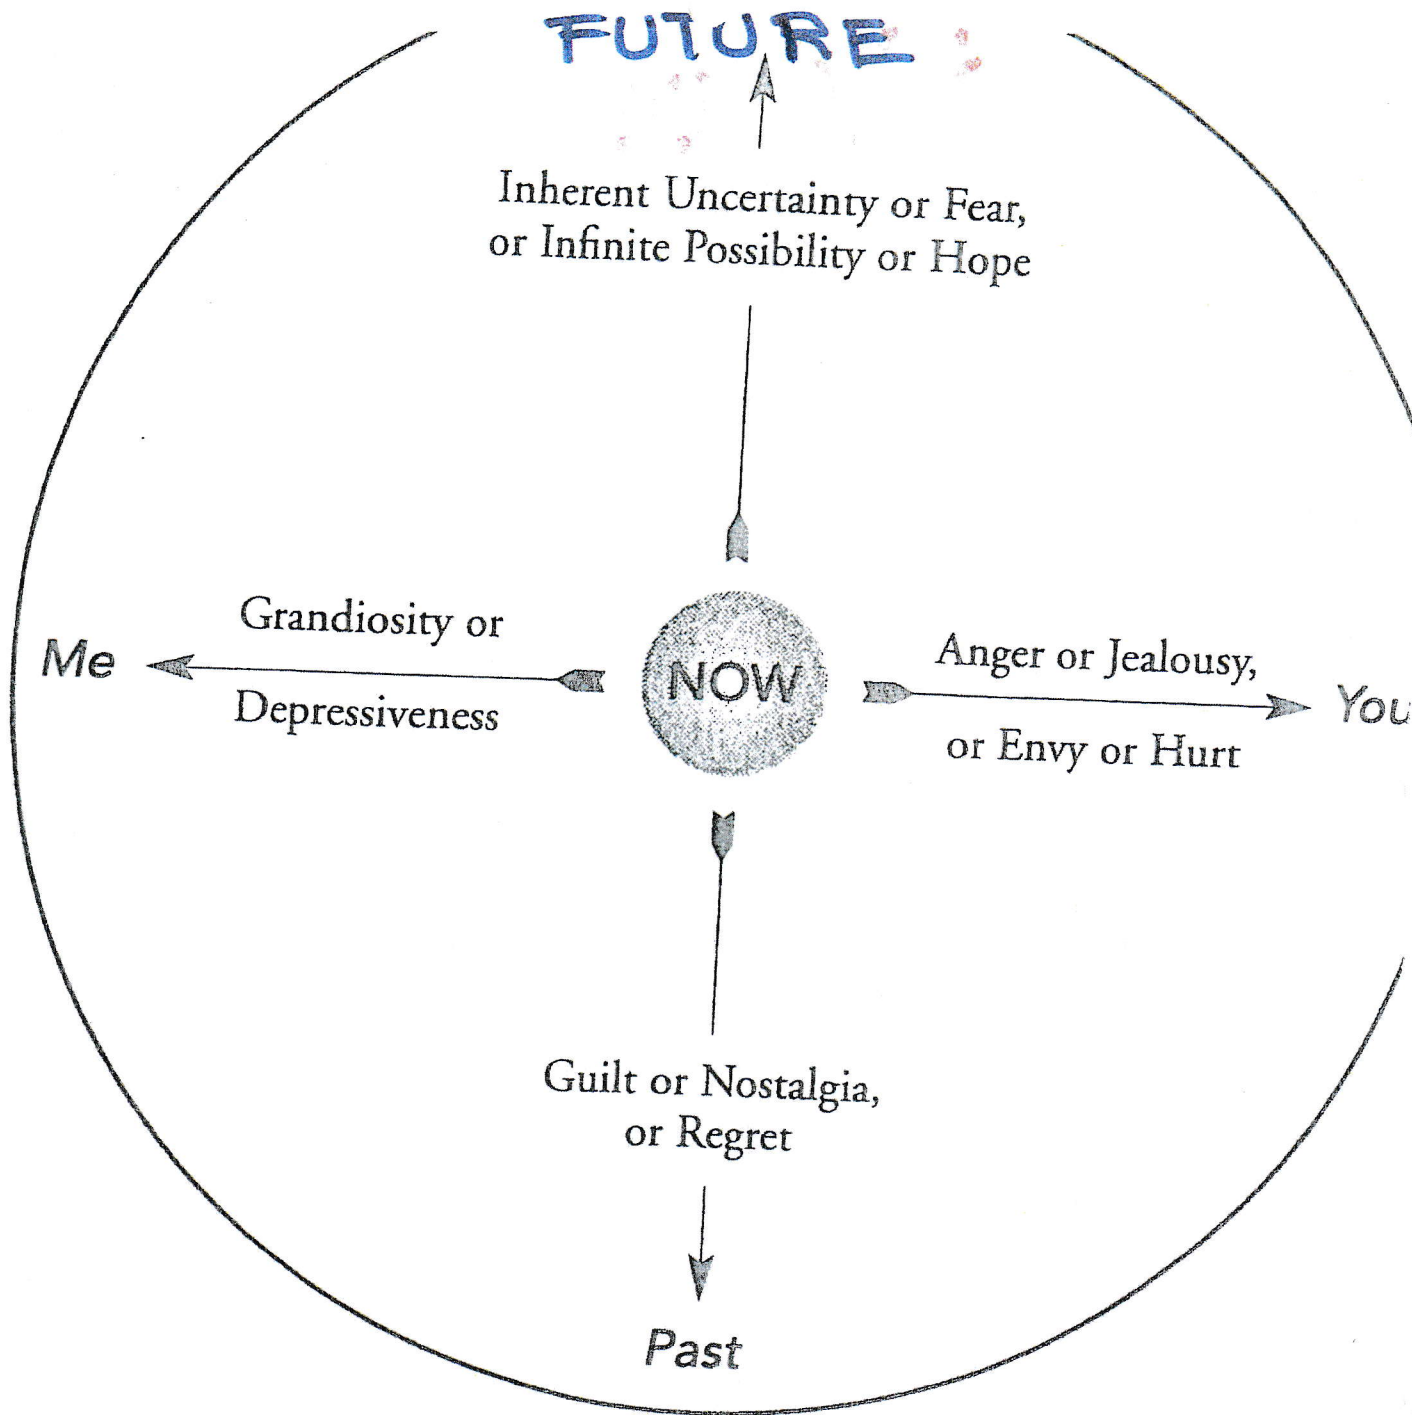 FUTURE
Inherent Uncertainty or Fear,
or Infinite Possibility or Hope
Grandiosity or
Me
Depressiveness
NOW
Anger or Jealousy,
You
or Envy or Hurt
Guilt or Nostalgia,
or Regret
Past